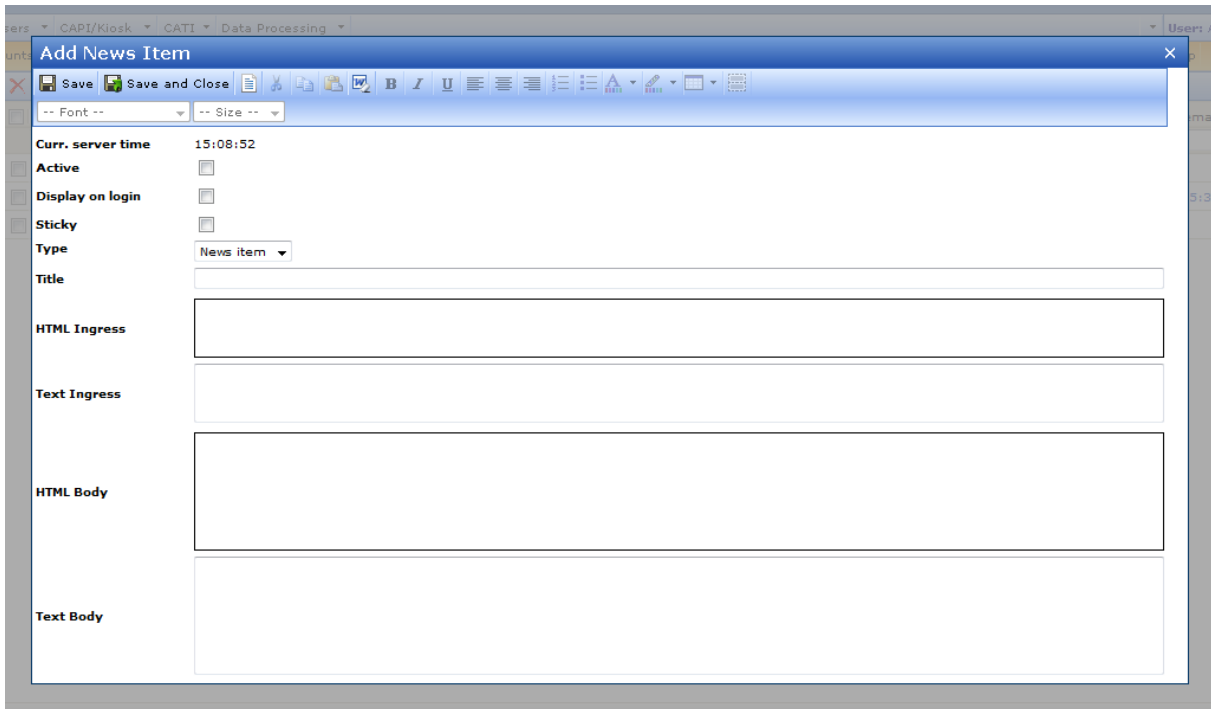 CAPI/Kiosk CATI Data Processing User:
Add News Item
Save Save and Close B I U
-- Font -- -- Size --
Curr. server time 15:08:52
Active
Display on login
Sticky
Type News item
Title
HTML Ingress
Text Ingress
HTML Body
Text Body